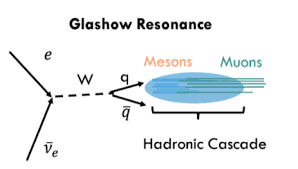 Glashow Resonance
e
W
q
Mesons
Muons
q̄
ν̄e
Hadronic Cascade